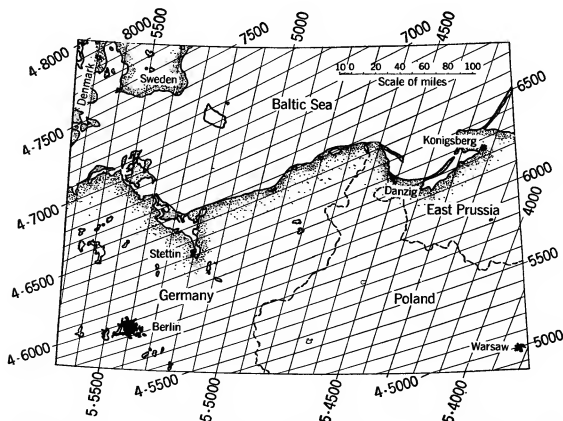 8000
5500
7500
5000
7000
4500
4-8000
6500
Denmark
Sweden
10 0 20 40 60 80 100
Scale of miles
Baltic Sea
4-7500
Konigsberg
6000
4-7000
Danzig
4000
East Prussia
Stettin
5500
4-6500
Germany
Poland
Berlin
4-6000
Warsaw
5000
5-5500
4-5500
5-5000
5-4500
4-5000
5-4000